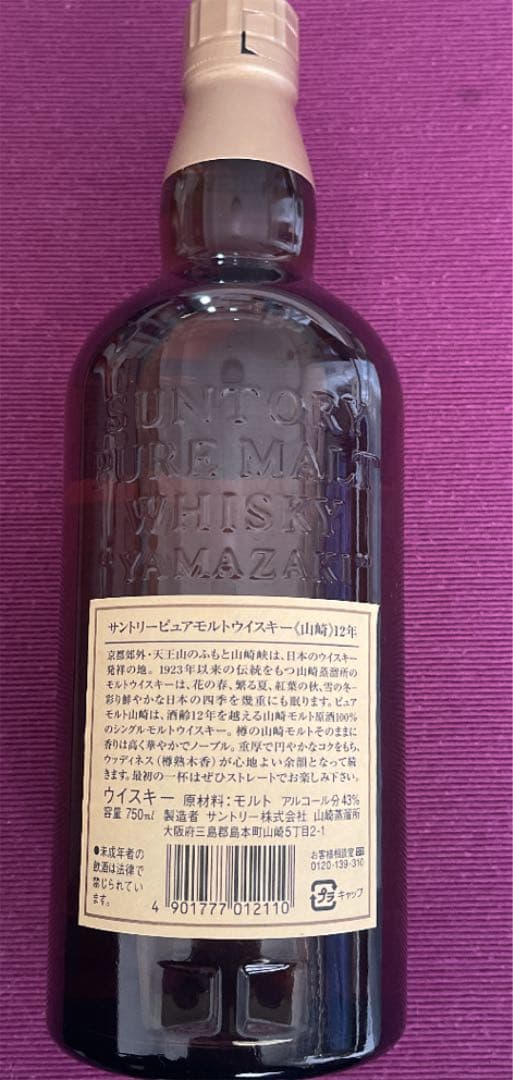 SUNTORY
PURE MALT
WHISKY
"YAMAZAKI"
サントリーピュアモルトウイスキー《山崎》12年
京都郊外・天王山のふもと山崎峡は、日本のウイスキー
発祥の地。1923年以来の伝統をもつ山崎蒸溜所の
モルトウイスキーは、花の春、繁る夏、紅葉の秋、雪の冬―
彩り鮮やかな日本の四季を幾重にも眠ります。ピュア
モルト山崎は、酒齢12年を越える山崎モルト原酒100%
のシングルモルトウイスキー。樽の山崎モルトそのままに
香りは高く華やかでノーブル。重厚で円やかなコクをもち、
ウッディネス(樽熟木香)が心地よい余韻となって続
きます。最初の一杯はぜひストレートでお楽しみ下さい。
ウイスキー 原材料:モルト アルコール分43%
容量 750ml 製造者 サントリー株式会社 山崎蒸溜所
大阪府三島郡島本町山崎5丁目2-1
●未成年者の
飲酒は法律で
禁じられてい
ます。
4 901777 012110
お客様相談室
0120-139-310
プラ キャップ